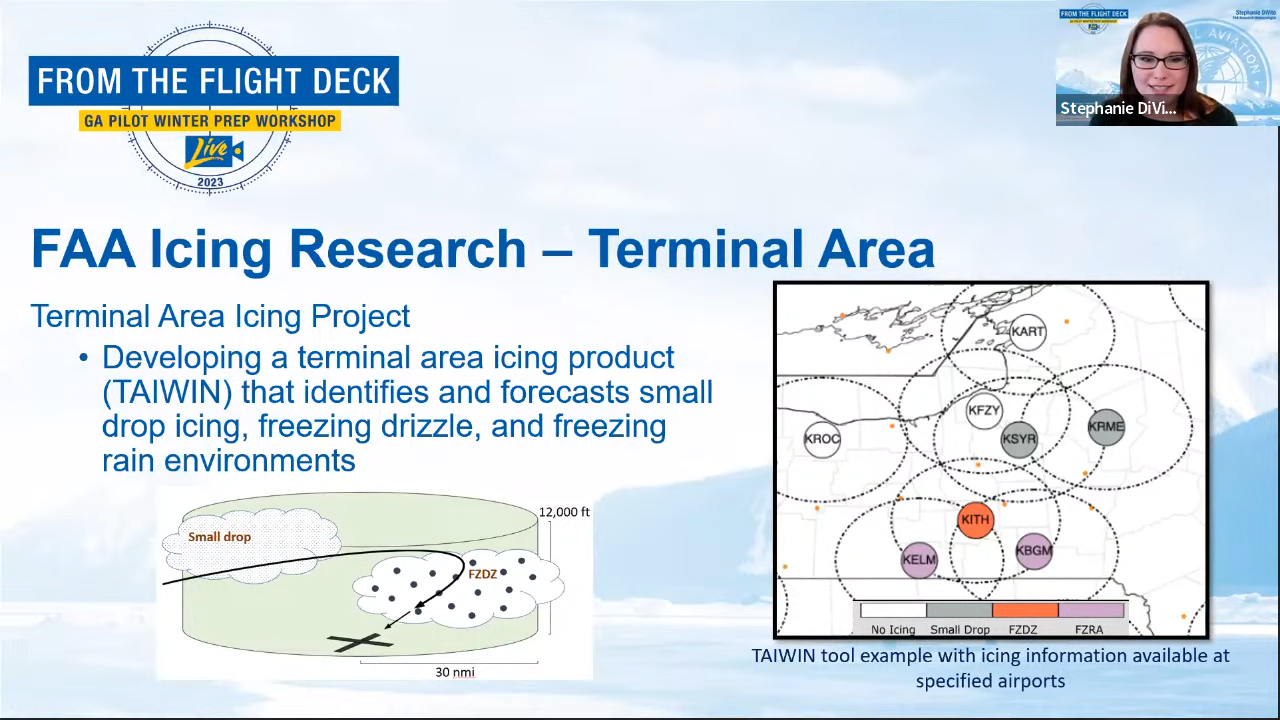 FROM THE FLIGHT DECK
GA PILOT WINTER PREP WORKSHOP
Live
2023
FROM THE FLIGHT DECK
Stephanie DiVito
Stephanie DiVi...
FAA Icing Research – Terminal Area
Terminal Area Icing Project
• Developing a terminal area icing product
(TAIWIN) that identifies and forecasts small
drop icing, freezing drizzle, and freezing
rain environments
12,000 ft
Small drop
FZDZ
30 nmi
KART
KFZY
KROC
KSYR
KRME
KITH
KELM
KBGM
No Icing Small Drop FZDZ FZRA
TAIWIN tool example with icing information available at
specified airports